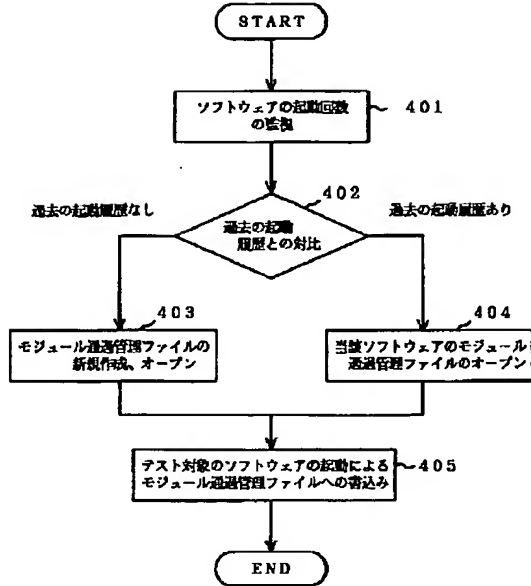 START
ソフトウェアの起動回数
の監視
401
402
過去の起動履歴なし
過去の起動履歴あり
過去の起動
履歴との対比
403
404
モジュール通過管理ファイルの
新規作成、オープン
当該ソフトウェアのモジュール
通過管理ファイルのオープン
405
テスト対象のソフトウェアの起動による
モジュール通過管理ファイルへの書込み
END